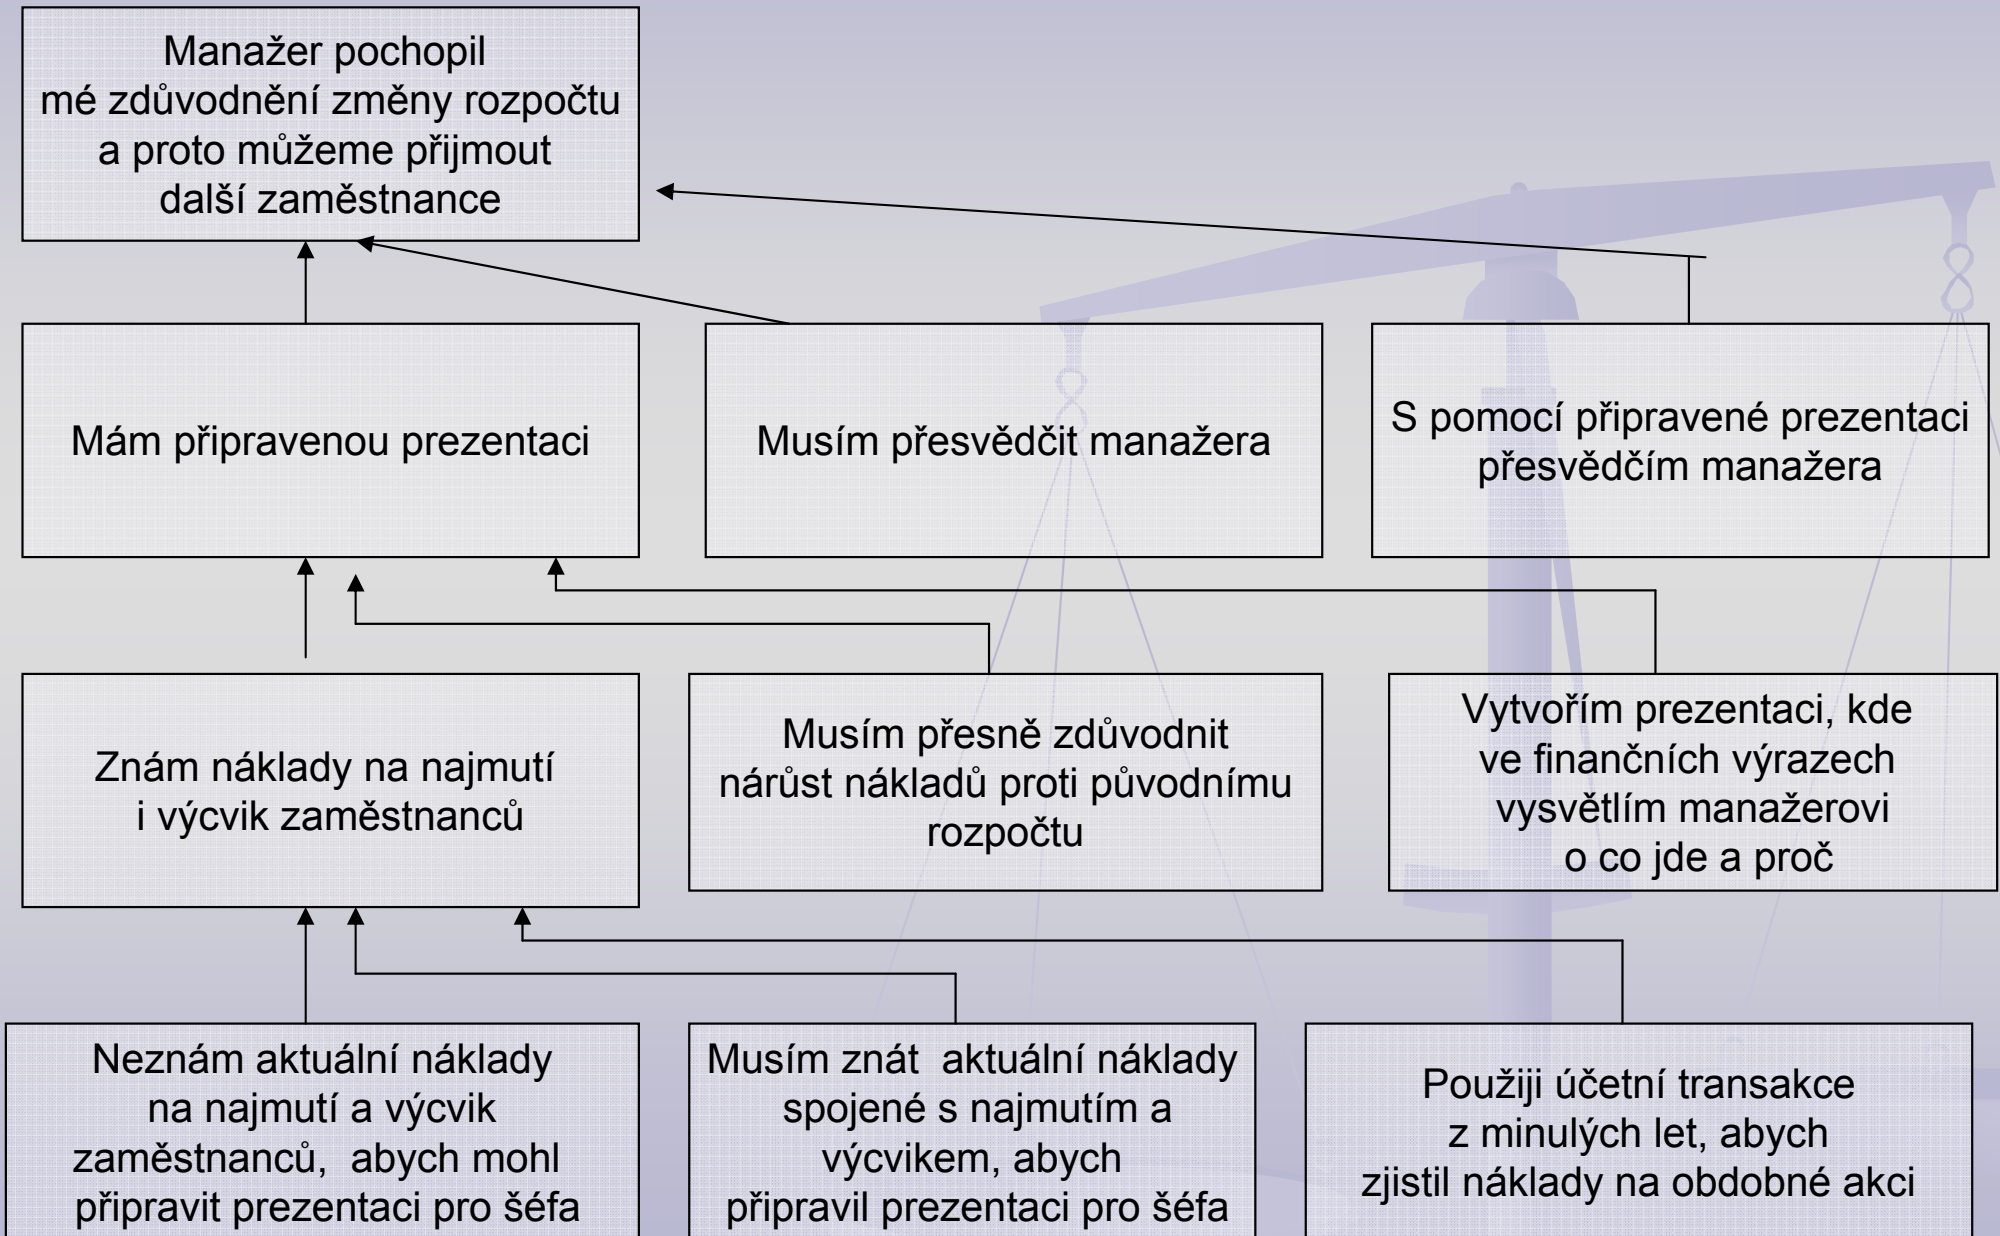 Manažer pochopil
mé zdůvodnění změny rozpočtu
a proto můžeme přijmout
další zaměstnance
Mám připravenou prezentaci
Musím přesvědčit manažera
S pomocí připravené prezentaci
přesvědčím manažera
Znám náklady na najmutí
i výcvik zaměstnanců
Musím přesně zdůvodnit
nárůst nákladů proti původnímu
rozpočtu
Vytvořím prezentaci, kde
ve finančních výrazech
vysvětlím manažerovi
o co jde a proč
Neznám aktuální náklady
na najmutí a výcvik
zaměstnanců,  abych mohl
připravit prezentaci pro šéfa
Musím znát  aktuální náklady
spojené s najmutím a
výcvikem, abych
připravil prezentaci pro šéfa
Použiji účetní transakce
z minulých let, abych
zjistil náklady na obdobné akci